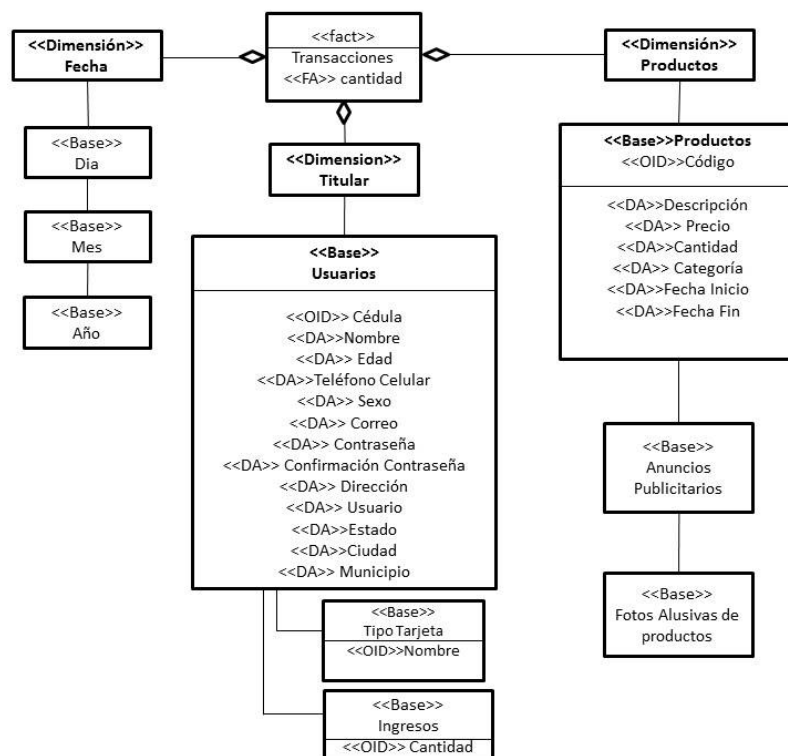 <<Dimensión>>
Fecha
<<fact>>
Transacciones
<<FA>> cantidad
<<Dimensión>>
Productos
<<Base>>
Dia
<<Base>>
Mes
<<Base>>
Año
<<Dimension>>
Titular
<<Base>>
Usuarios
<<OID>> Cédula
<<DA>>Nombre
<<DA>> Edad
<<DA>>Teléfono Celular
<<DA>> Sexo
<<DA>> Correo
<<DA>> Contraseña
<<DA>> Confirmación Contraseña
<<DA>> Dirección
<<DA>> Usuario
<<DA>>Estado
<<DA>>Ciudad
<<DA>> Municipio
<<Base>>
Tipo Tarjeta
<<OID>>Nombre
<<Base>>
Ingresos
<<OID>> Cantidad
<<Base>>Productos
<<OID>>Código
<<DA>>Descripción
<<DA>> Precio
<<DA>>Cantidad
<<DA>> Categoría
<<DA>>Fecha Inicio
<<DA>>Fecha Fin
<<Base>>
Anuncios
Publicitarios
<<Base>>
Fotos Alusivas de
productos